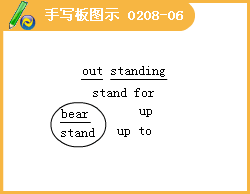 手写板图示 0208-06
out standing
stand for
bear up
stand up to